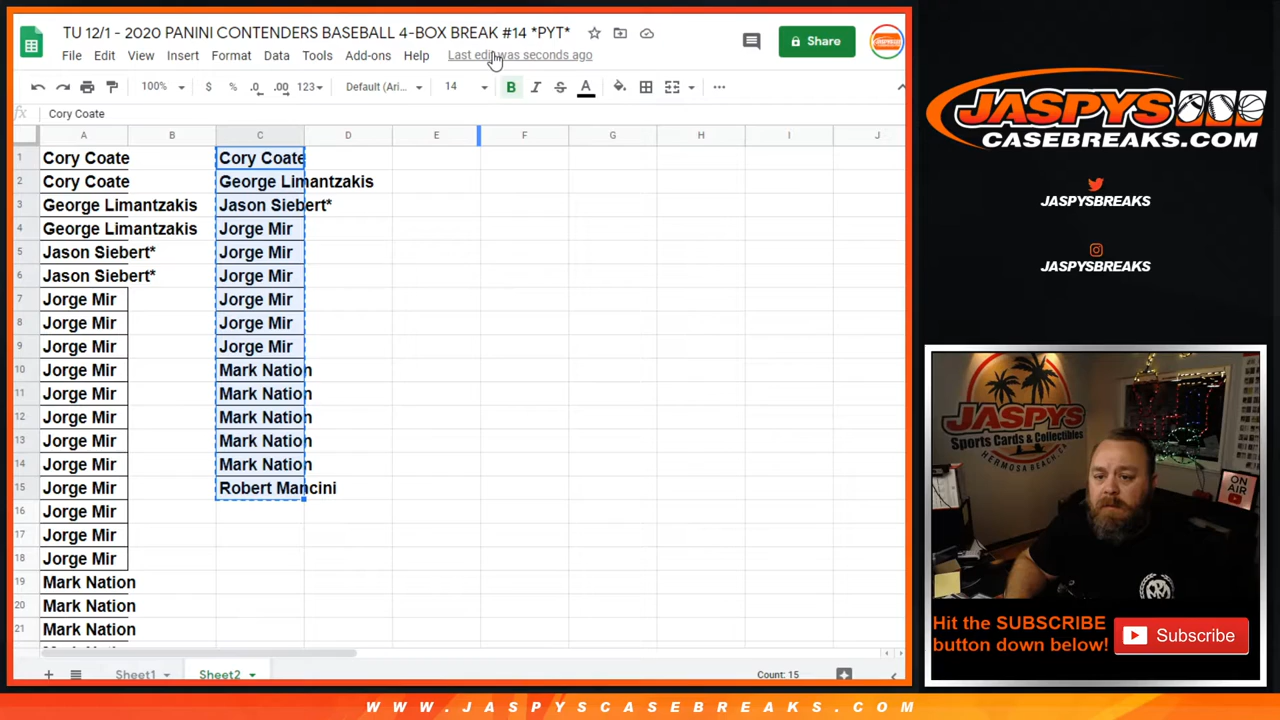 TU 12/1 - 2020 PANINI CONTENDERS BASEBALL 4-BOX BREAK #14 *PYT*
File Edit View Insert Format Data Tools Add-ons Help Last edit was seconds ago
Share
100% $ % .0 .00 123 Default (Ari... 14 B I S A
fx Cory Coate
A B C D E F G H I J
1 Cory Coate Cory Coate
2 Cory Coate George Limantzakis
3 George Limantzakis Jason Siebert*
4 George Limantzakis Jorge Mir
5 Jason Siebert* Jorge Mir
6 Jason Siebert* Jorge Mir
7 Jorge Mir Jorge Mir
8 Jorge Mir Jorge Mir
9 Jorge Mir Jorge Mir
10 Jorge Mir Mark Nation
11 Jorge Mir Mark Nation
12 Jorge Mir Mark Nation
13 Jorge Mir Mark Nation
14 Jorge Mir Mark Nation
15 Jorge Mir Robert Mancini
16 Jorge Mir
17 Jorge Mir
18 Jorge Mir
19 Mark Nation
20 Mark Nation
21 Mark Nation
Sheet1 Sheet2 Count: 15
JASPYS
CASEBREAKS.COM
JASPYSBREAKS
JASPYSBREAKS
JASPYS
Sports Cards & Collectibles
HERMOSA BEACH, CA
ON AIR
Hit the SUBSCRIBE
button down below!
Subscribe
WWW.JASPYSCASEBREAKS.COM